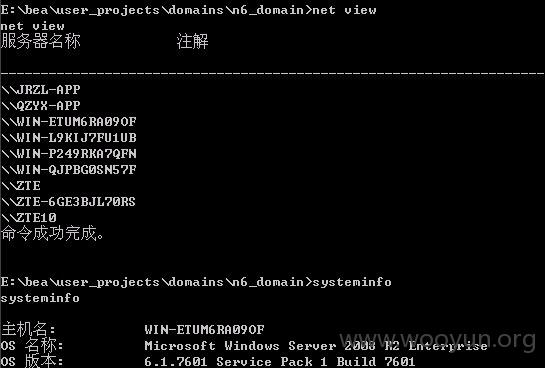 E:\bea\user_projects\domains\n6_domain>net view
net view
服务器名称 注解
-------------------------------------------------------------------------------
\\JRZL-APP
\\QZYX-APP
\\WIN-ETUM6RA09OF
\\WIN-L9KIJ7FU1UB
\\WIN-P249RKA7QFN
\\WIN-QJPBG0SN57F
\\ZTE
\\ZTE-6GE3BJL70RS
\\ZTE10
命令成功完成。
E:\bea\user_projects\domains\n6_domain>systeminfo
systeminfo
主机名: WIN-ETUM6RA09OF
OS 名称: Microsoft Windows Server 2008 R2 Enterprise
OS 版本: 6.1.7601 Service Pack 1 Build 7601
www.wooyun.org